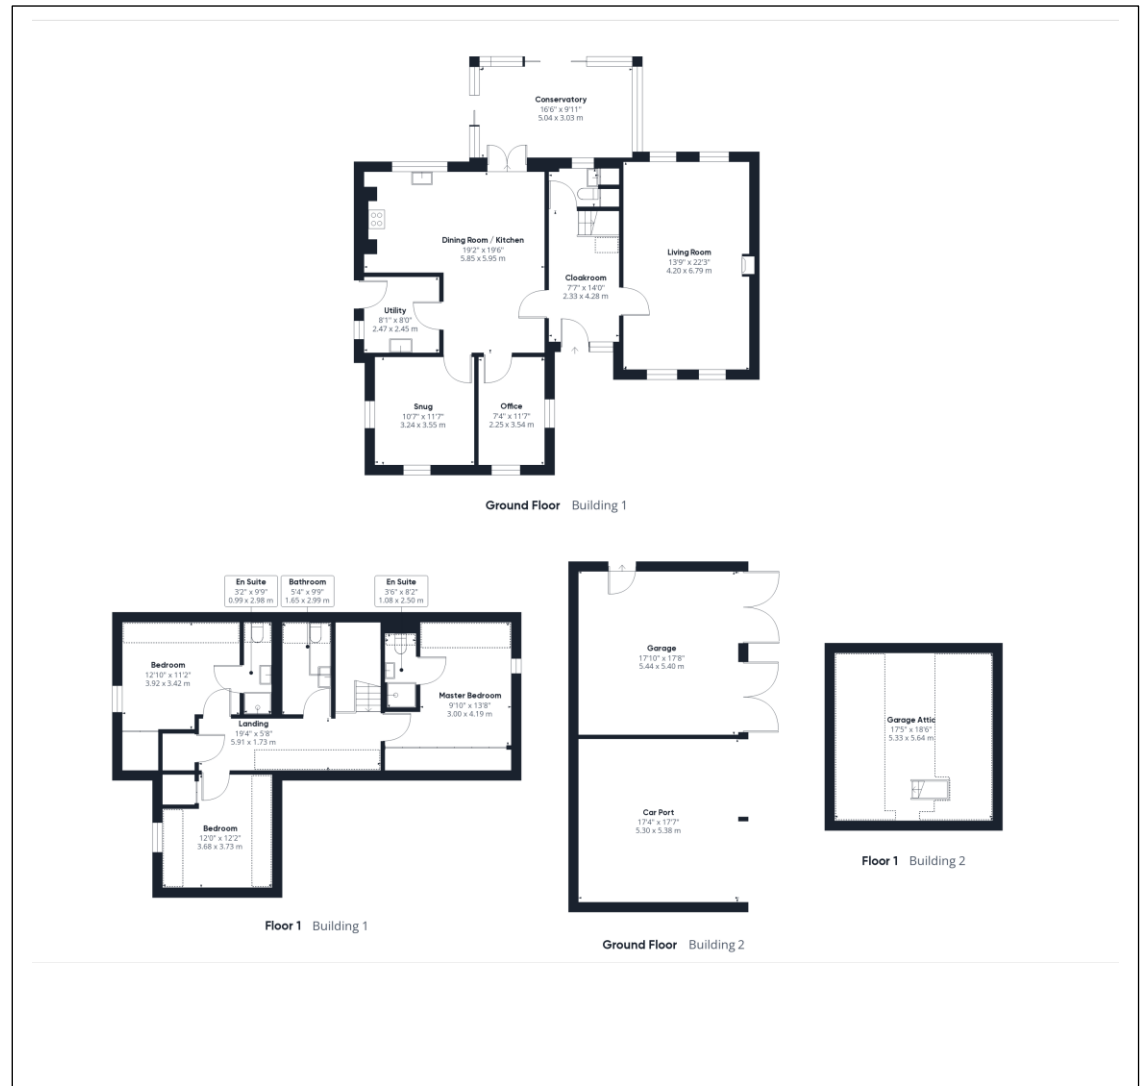 Conservatory
16'6" x 9'11"
5.04 x 3.03 m
Dining Room / Kitchen
19'2" x 19'6"
5.85 x 5.95 m
Living Room
13'9" x 22'3"
4.20 x 6.79 m
Cloakroom
7'7" x 14'0"
2.33 x 4.28 m
Utility
8'1" x 8'0"
2.47 x 2.45 m
Snug
10'7" x 11'7"
3.24 x 3.55 m
Office
7'4" x 11'7"
2.25 x 3.54 m
Ground Floor Building 1
En Suite
3'2" x 9'9"
0.99 x 2.98 m
Bathroom
5'4" x 9'9"
1.65 x 2.99 m
En Suite
3'6" x 8'2"
1.08 x 2.50 m
Bedroom
12'10" x 11'2"
3.92 x 3.42 m
Master Bedroom
9'10" x 13'8"
3.00 x 4.19 m
Landing
19'4" x 5'8"
5.91 x 1.73 m
Bedroom
12'0" x 12'2"
3.68 x 3.73 m
Floor 1 Building 1
Garage
17'10" x 17'8"
5.44 x 5.40 m
Car Port
17'4" x 17'7"
5.30 x 5.38 m
Ground Floor Building 2
Garage Attic
17'5" x 18'6"
5.33 x 5.64 m
Floor 1 Building 2